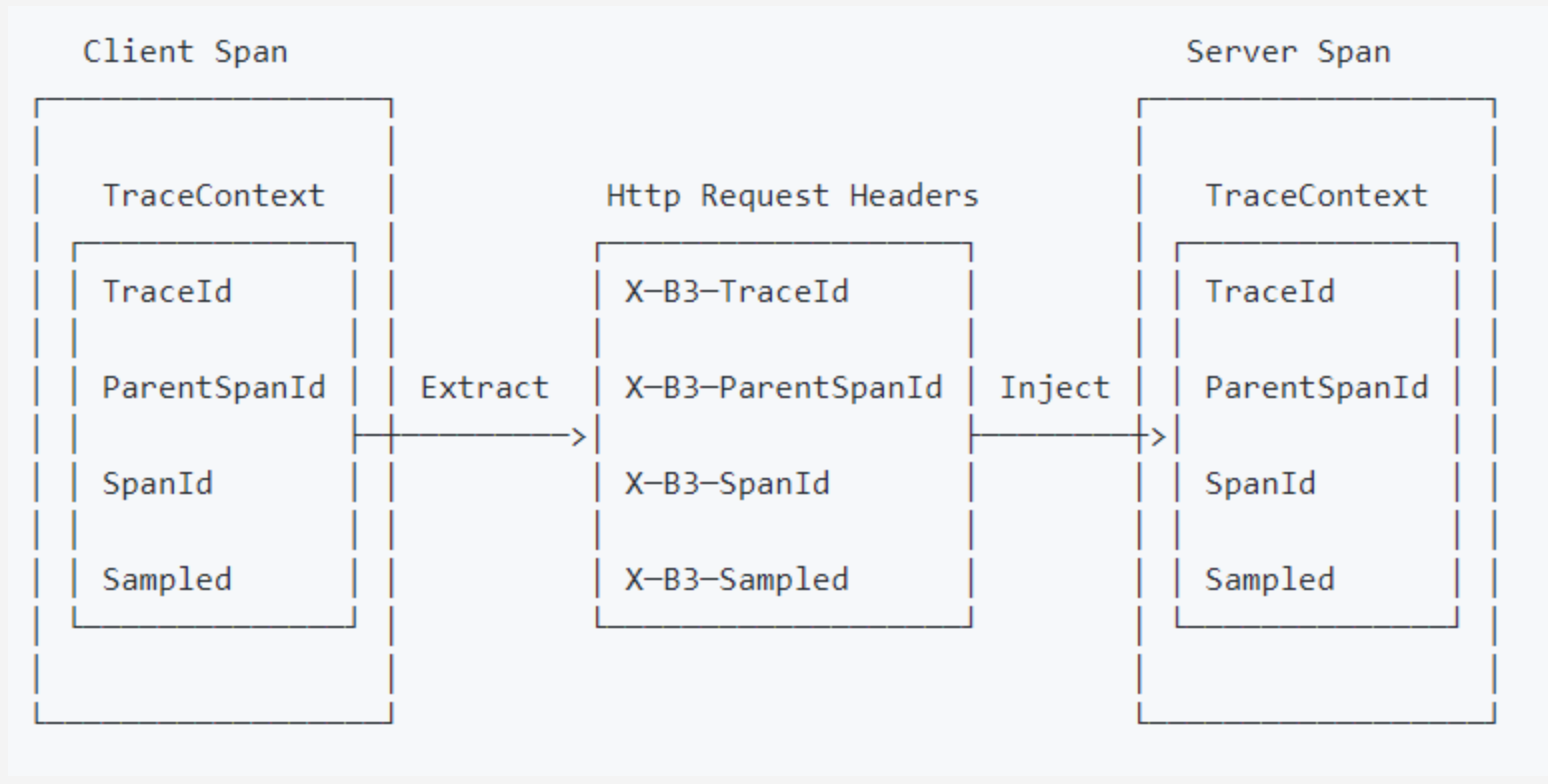 Client Span Server Span
TraceContext Http Request Headers TraceContext
TraceId X─B3─TraceId TraceId
ParentSpanId Extract X─B3─ParentSpanId Inject ParentSpanId
SpanId X─B3─SpanId SpanId
Sampled X─B3─Sampled Sampled